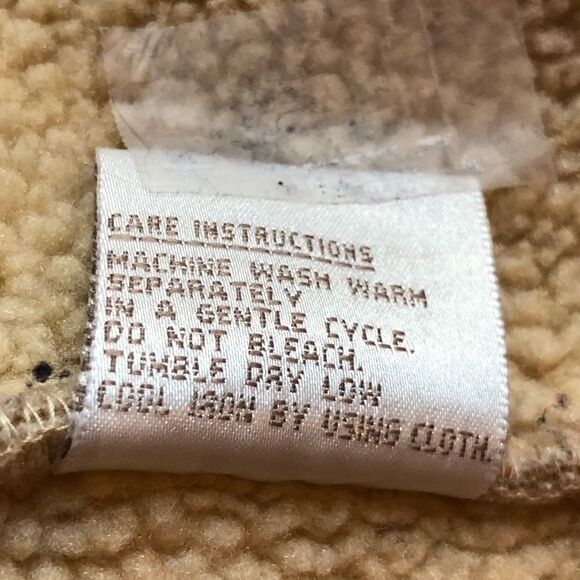 CARE INSTRUCTIONS
MACHINE WASH WARM
SEPARATELY
IN A GENTLE CYCLE.
DO NOT BLEACH.
TUMBLE DRY LOW
COOL IRON BY USING CLOTH.